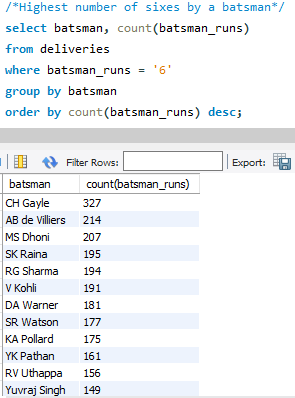 /*Highest number of sixes by a batsman*/
select batsman, count(batsman_runs)
from deliveries
where batsman_runs = '6'
group by batsman
order by count(batsman_runs) desc;
Filter Rows: Export:
batsman count(batsman_runs)
CH Gayle 327
AB de Villiers 214
MS Dhoni 207
SK Raina 195
RG Sharma 194
V Kohli 191
DA Warner 181
SR Watson 177
KA Pollard 175
YK Pathan 161
RV Uthappa 156
Yuvraj Singh 149